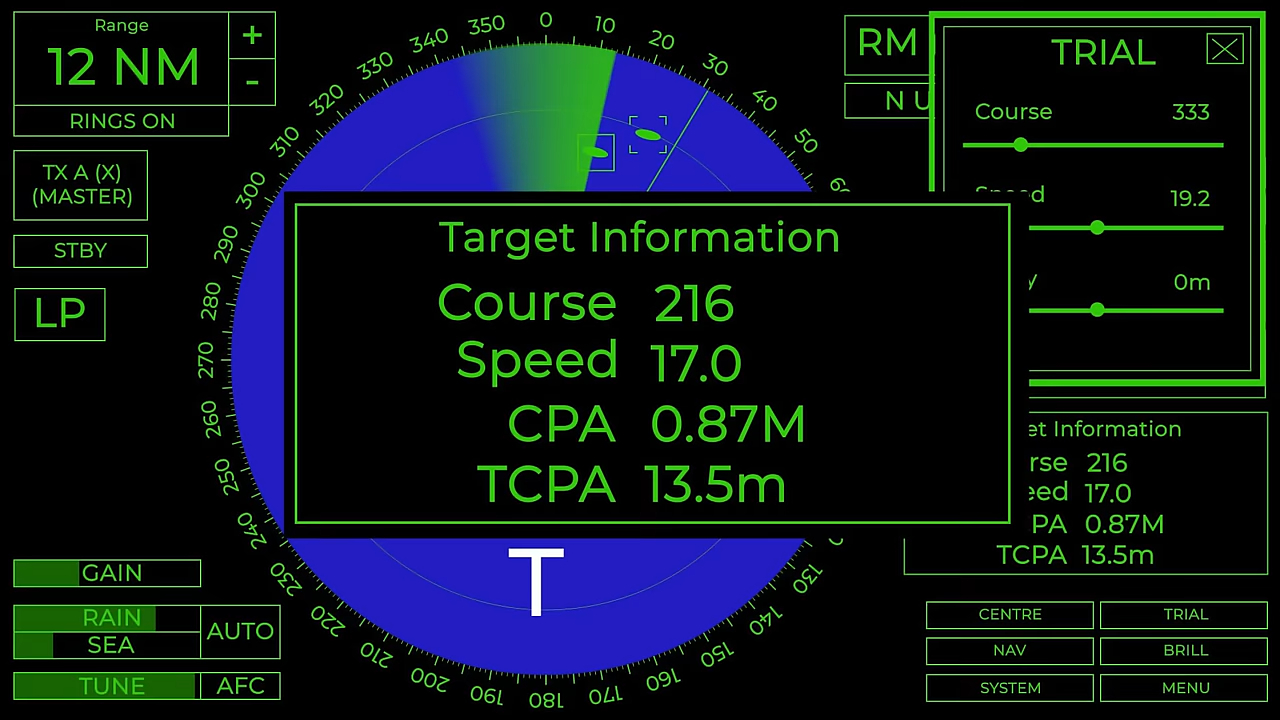 Range
12 NM
+
-
RINGS ON
TX A (X)
(MASTER)
STBY
LP
0
10
20
30
40
50
130
140
150
160
170
180
190
200
210
220
230
240
250
260
270
280
290
300
310
320
330
340
350
RM
N U
TRIAL
Course 333
Speed 19.2
0m
Target Information
Course 216
Speed 17.0
CPA 0.87M
TCPA 13.5m
T
et Information
rse 216
eed 17.0
PA 0.87M
TCPA 13.5m
GAIN
RAIN
SEA
AUTO
TUNE
AFC
CENTRE
TRIAL
NAV
BRILL
SYSTEM
MENU